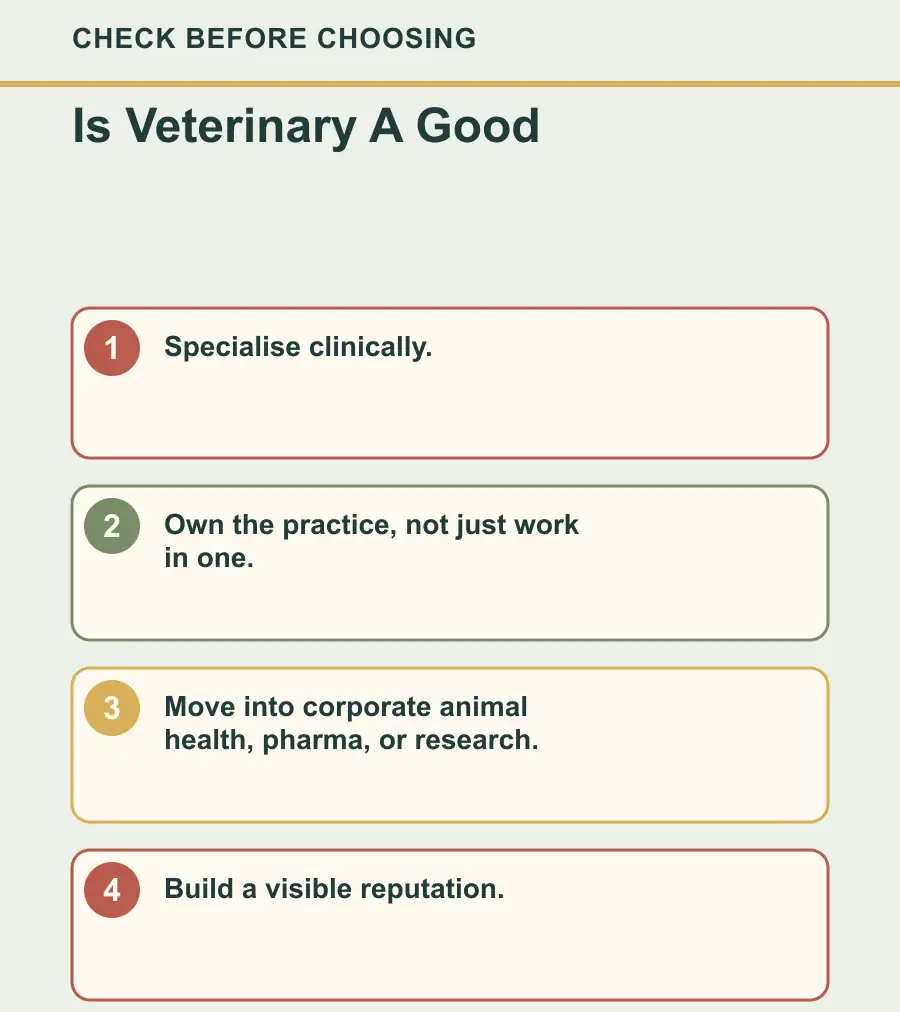 CHECK BEFORE CHOOSING
Is Veterinary A Good
1
Specialise clinically.
2
Own the practice, not just work
in one.
3
Move into corporate animal
health, pharma, or research.
4
Build a visible reputation.